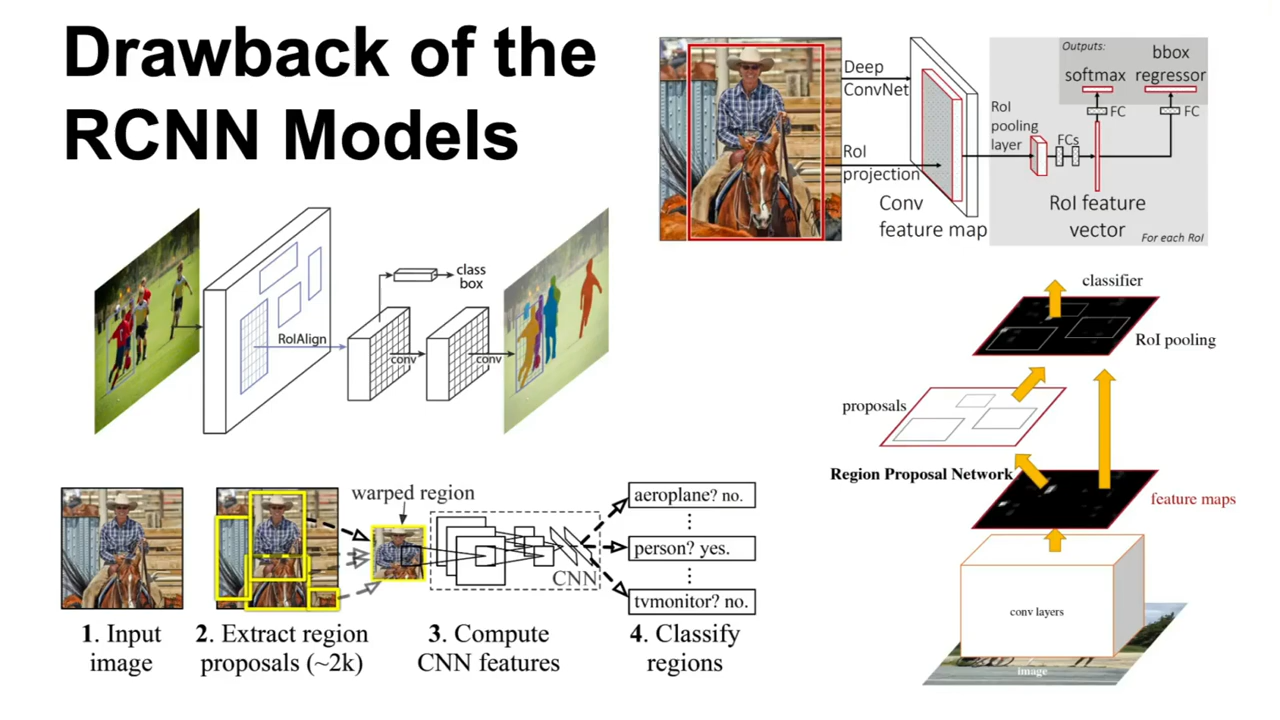 Drawback of the
RCNN Models
Deep
ConvNet
RoI
projection
Conv
feature map
RoI
pooling
layer
FCs
Outputs:
softmax
bbox
regressor
FC
FC
RoI feature
vector
For each RoI
RoIAlign
class
box
conv
conv
classifier
RoI pooling
proposals
Region Proposal Network
feature maps
conv layers
image
warped region
CNN
aeroplane? no.
⋮
person? yes.
⋮
tvmonitor? no.
1. Input
image
2. Extract region
proposals (~2k)
3. Compute
CNN features
4. Classify
regions